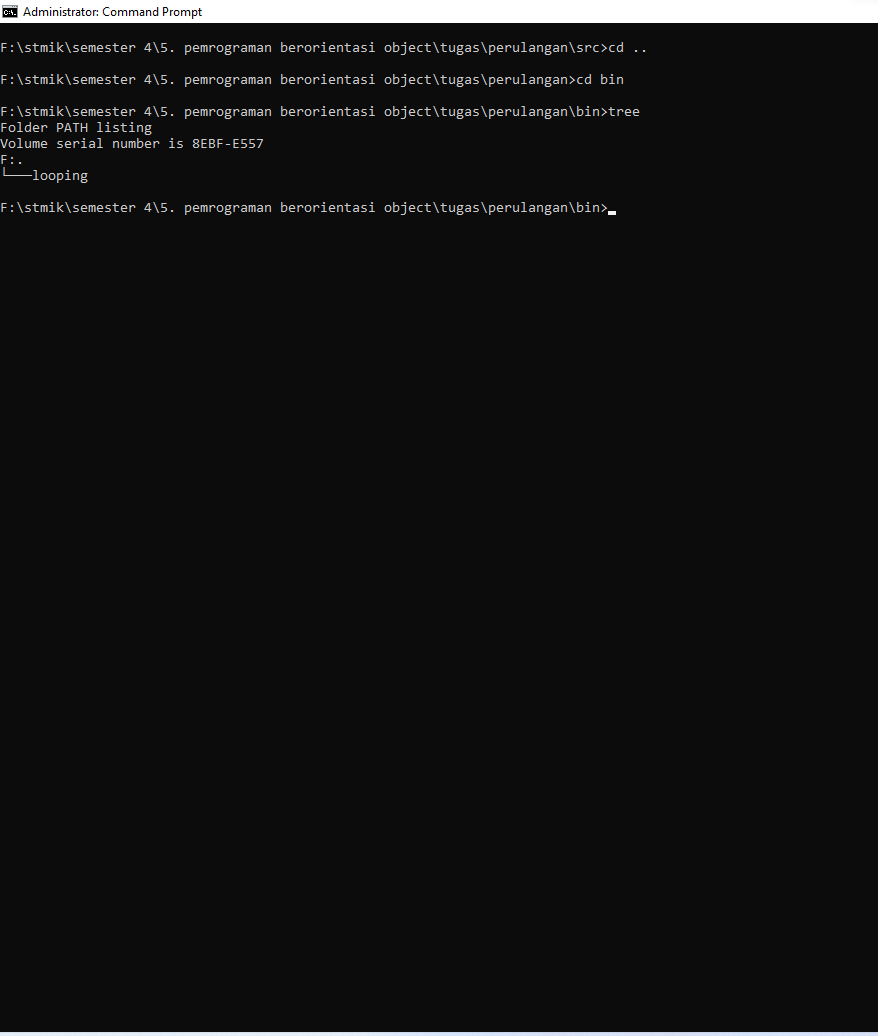 Administrator: Command Prompt
F:\stmik\semester 4\5. pemrograman berorientasi object\tugas\perulangan\src>cd ..
F:\stmik\semester 4\5. pemrograman berorientasi object\tugas\perulangan>cd bin
F:\stmik\semester 4\5. pemrograman berorientasi object\tugas\perulangan\bin>tree
Folder PATH listing
Volume serial number is 8EBF-E557
F:.
└───looping
F:\stmik\semester 4\5. pemrograman berorientasi object\tugas\perulangan\bin>